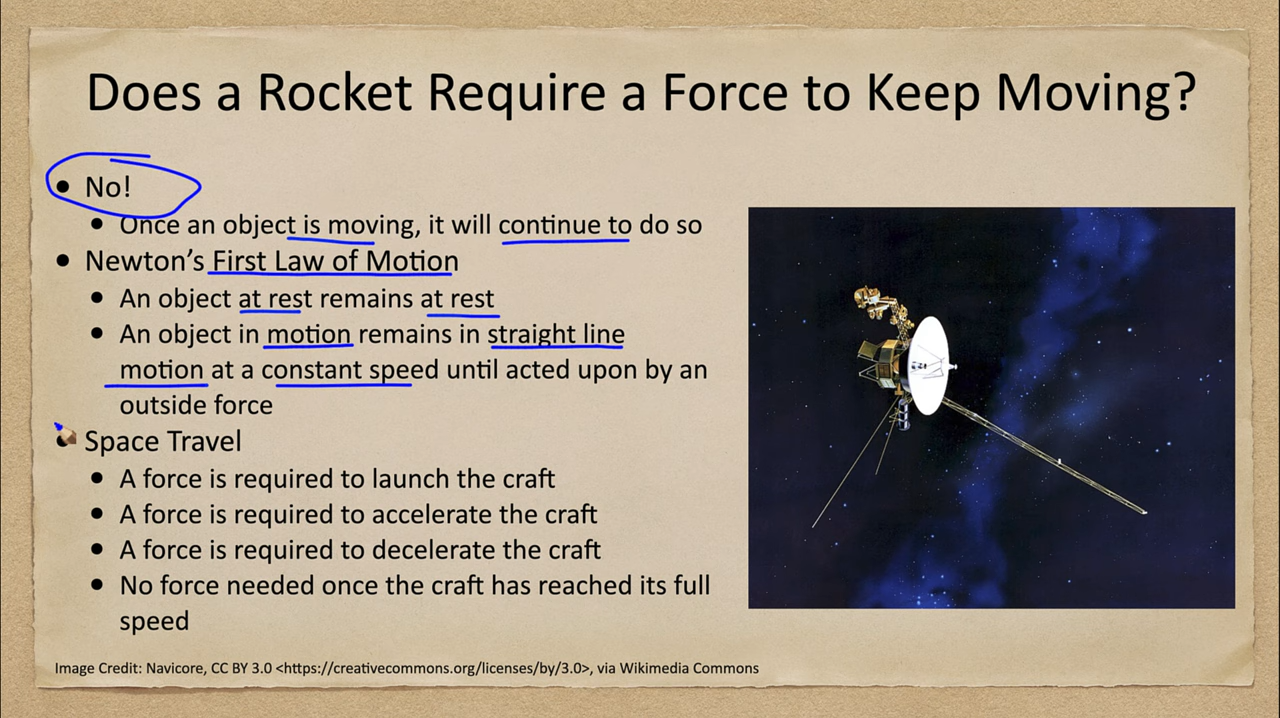 Does a Rocket Require a Force to Keep Moving?
• No!
• Once an object is moving, it will continue to do so
• Newton’s First Law of Motion
• An object at rest remains at rest
• An object in motion remains in straight line
motion at a constant speed until acted upon by an
outside force
Space Travel
• A force is required to launch the craft
• A force is required to accelerate the craft
• A force is required to decelerate the craft
• No force needed once the craft has reached its full
speed
Image Credit: Navicore, CC BY 3.0 <https://creativecommons.org/licenses/by/3.0>, via Wikimedia Commons